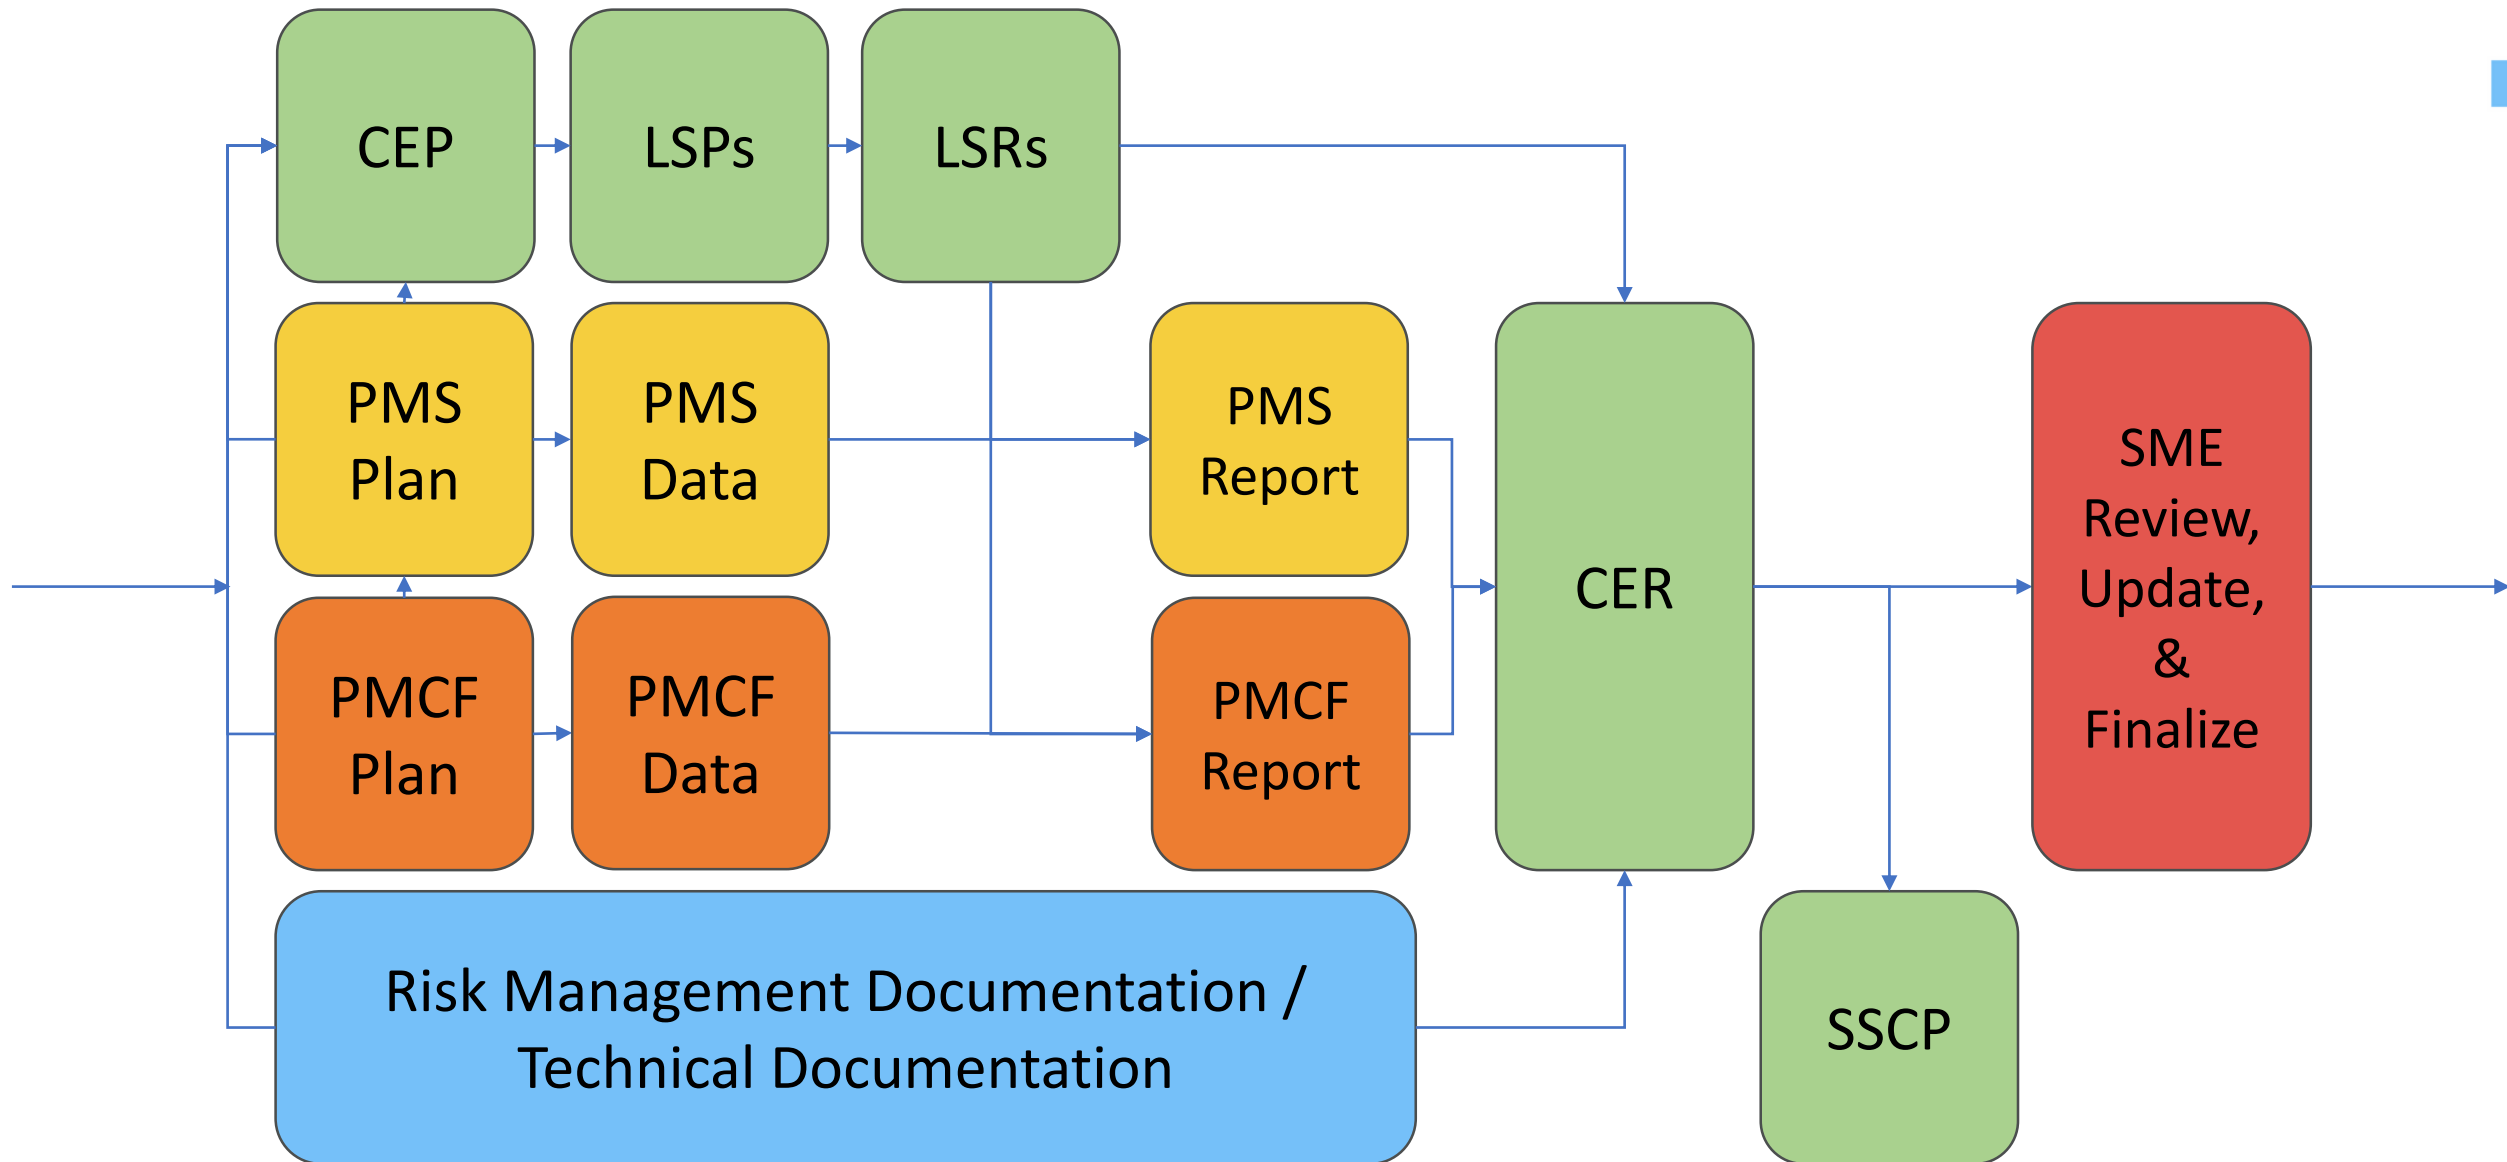 CEP
LSPs
LSRs
PMS
Plan
PMS
Data
PMS
Report
PMCF
Plan
PMCF
Data
PMCF
Report
CER
SME
Review,
Update,
&
Finalize
Risk Management Documentation /
Technical Documentation
SSCP